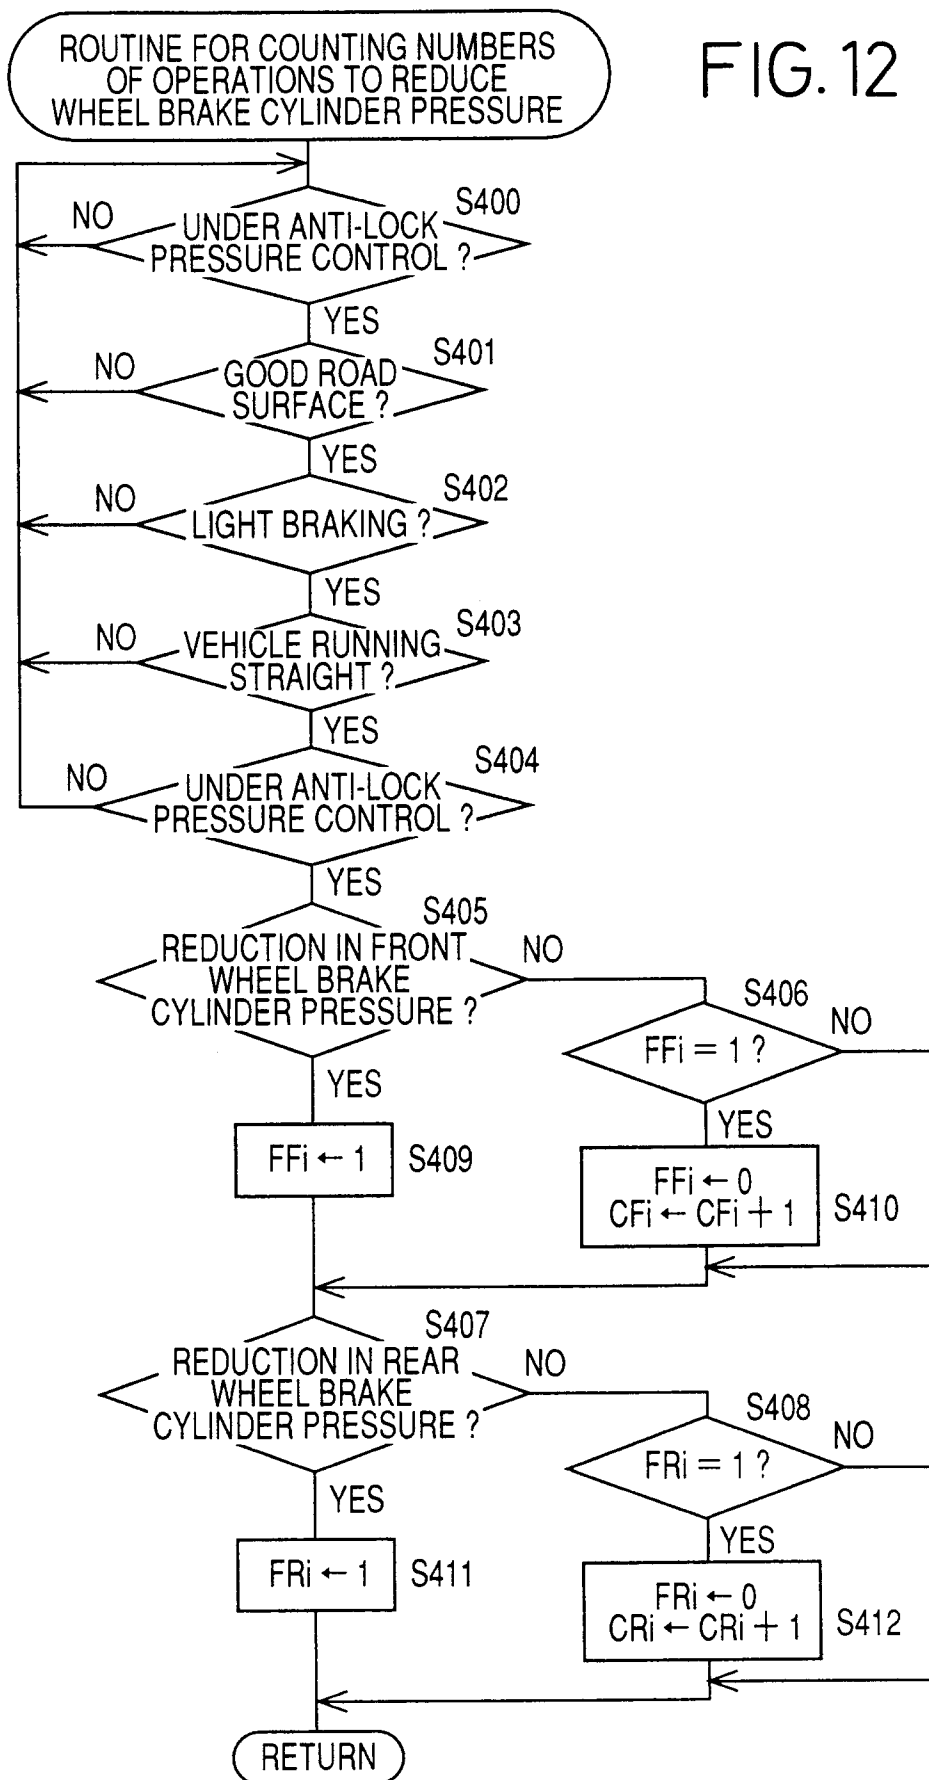 ROUTINE FOR COUNTING NUMBERS
OF OPERATIONS TO REDUCE
WHEEL BRAKE CYLINDER PRESSURE
FIG. 12
S400
NO
UNDER ANTI-LOCK
PRESSURE CONTROL ?
YES
S401
NO
GOOD ROAD
SURFACE ?
YES
S402
NO
LIGHT BRAKING ?
YES
S403
NO
VEHICLE RUNNING
STRAIGHT ?
YES
S404
NO
UNDER ANTI-LOCK
PRESSURE CONTROL ?
YES
S405
REDUCTION IN FRONT
WHEEL BRAKE
CYLINDER PRESSURE ?
NO
S406
NO
FFi = 1 ?
YES
YES
FFi ← 1
S409
FFi ← 0
CFi ← CFi + 1
S410
S407
REDUCTION IN REAR
WHEEL BRAKE
CYLINDER PRESSURE ?
NO
S408
NO
FRi = 1 ?
YES
YES
FRi ← 1
S411
FRi ← 0
CRi ← CRi + 1
S412
RETURN